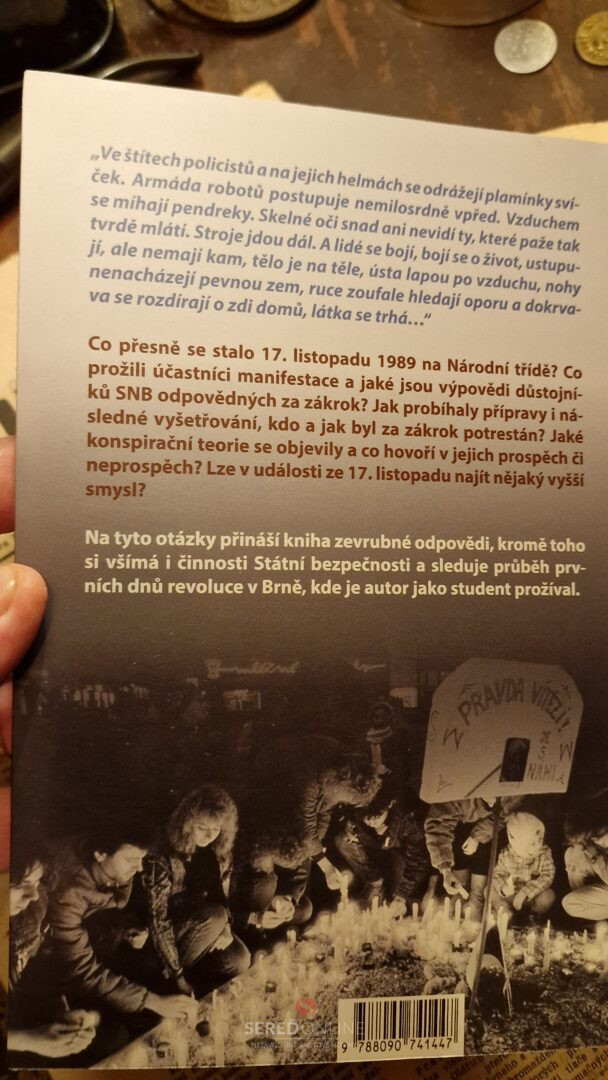 „Ve štítech policistů a na jejich helmách se odrážejí plamínky sví-
ček. Armáda robotů postupuje nemilosrdně vpřed. Vzduchem
se míhají pendreky. Skelné oči snad ani nevidí ty, které paže tak
tvrdě mlátí. Stroje jdou dál. A lidé se bojí, bojí se o život, ustupu-
jí, ale nemají kam, tělo je na těle, ústa lapou po vzduchu, nohy
nenacházejí pevnou zem, ruce zoufale hledají oporu a dokrva-
va se rozdírají o zdi domů, látka se trhá…“
Co přesně se stalo 17. listopadu 1989 na Národní třídě? Co
prožili účastníci manifestace a jaké jsou výpovědi důstojní-
ků SNB odpovědných za zákrok? Jak probíhaly přípravy i ná-
sledné vyšetřování, kdo a jak byl za zákrok potrestán? Jaké
konspirační teorie se objevily a co hovoří v jejich prospěch či
neprospěch? Lze v události ze 17. listopadu najít nějaký vyšší
smysl?
Na tyto otázky přináší kniha zevrubné odpovědi, kromě toho
si všímá i činnosti Státní bezpečnosti a sleduje průběh prv-
ních dnů revoluce v Brně, kde je autor jako student prožíval.
PRAVDA VÍTĚZÍ!
JE
S
NÁMI
SEREĎONLINE
9 788090 741447